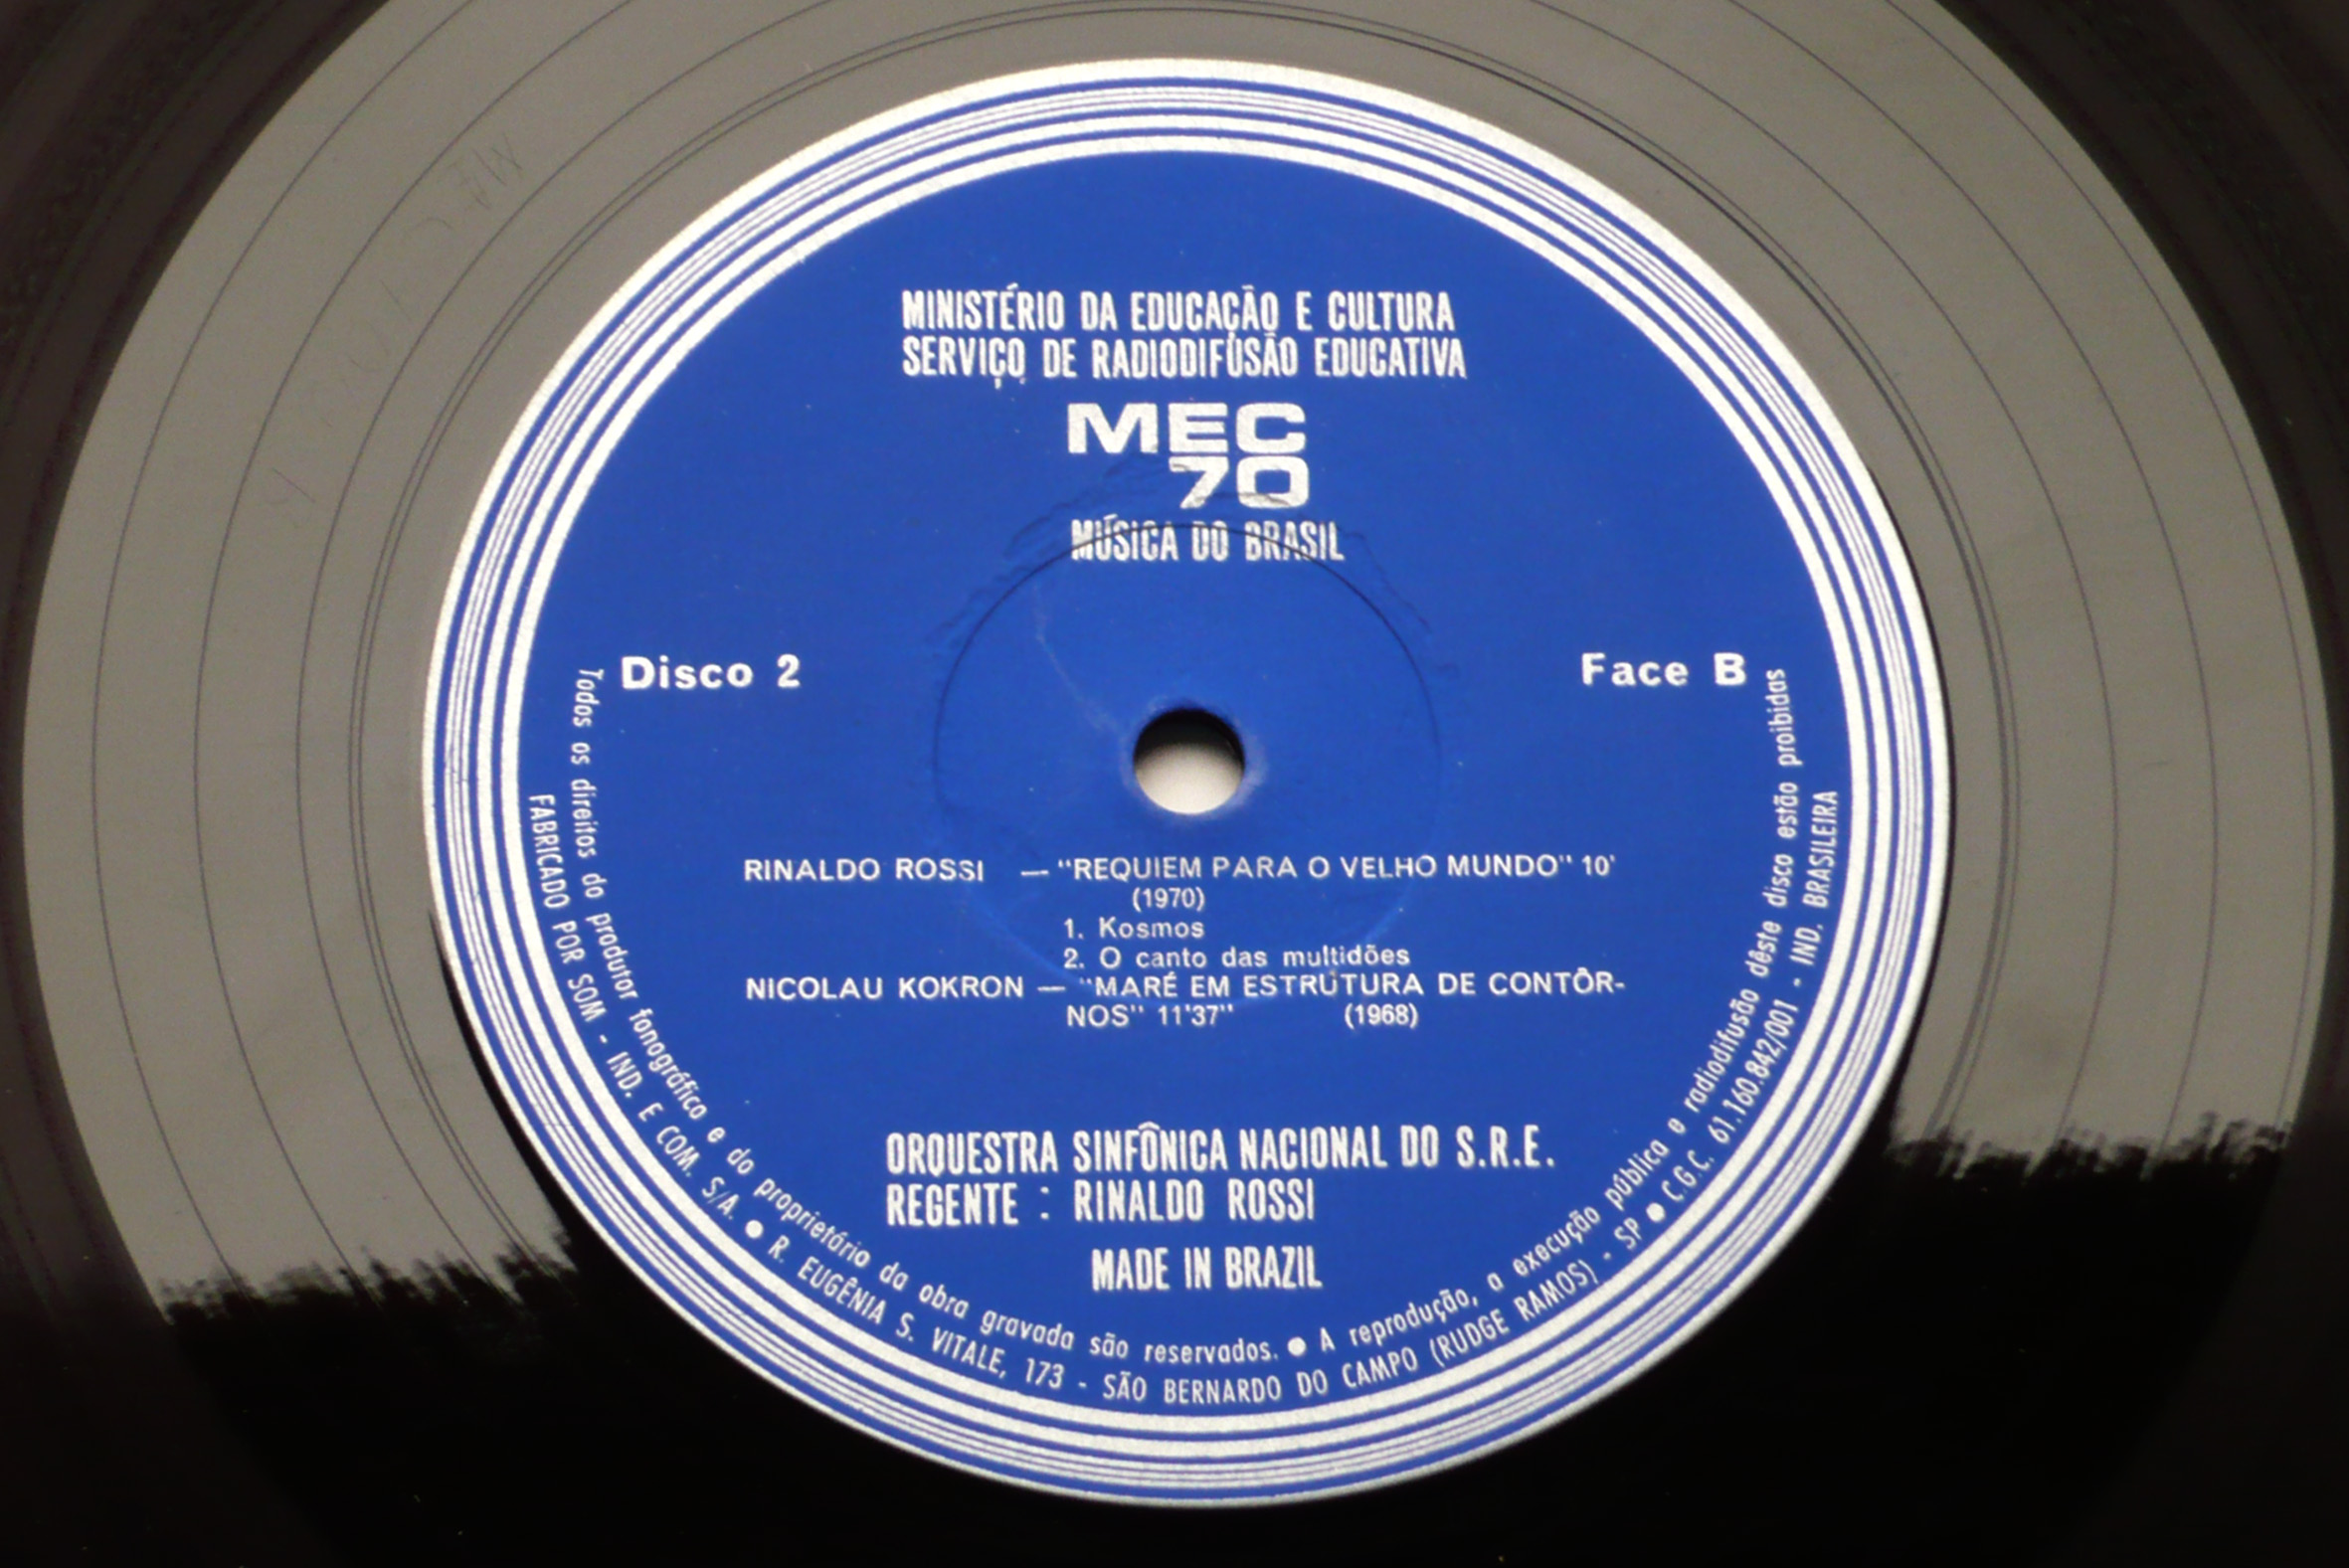 MINISTÉRIO DA EDUCAÇÃO E CULTURA
SERVIÇO DE RADIODIFUSÃO EDUCATIVA
MEC
70
MÚSICA DO BRASIL
Disco 2
Face B
RINALDO ROSSI — "REQUIEM PARA O VELHO MUNDO" 10'
(1970)
1. Kosmos
2. O canto das multidões
NICOLAU KOKRON — "MARÉ EM ESTRUTURA DE CONTÔR-
NOS" 11'37" (1968)
ORQUESTRA SINFÔNICA NACIONAL DO S.R.E.
REGENTE : RINALDO ROSSI
MADE IN BRAZIL
Todos os direitos do produtor fonográfico e do proprietário da obra gravada são reservados. ● A reprodução, a execução pública e radiodifusão dêste disco estão proibidas
FABRICADO POR SOM - IND. E COM. S/A. ● R. EUGÊNIA S. VITALE, 173 - SÃO BERNARDO DO CAMPO (RUDGE RAMOS) - SP ● C.G.C. 61.160.842/001 - IND. BRASILEIRA